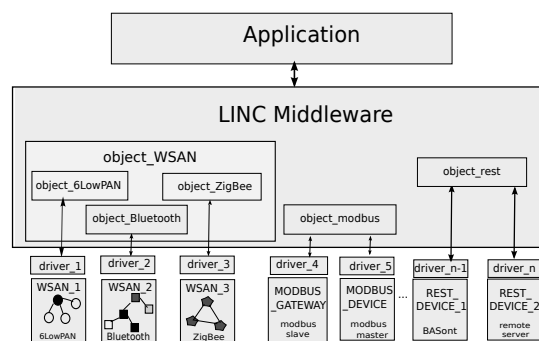 Application
LINC Middleware
object_WSAN
object_6LowPAN
object_ZigBee
object_rest
object_Bluetooth
object_modbus
driver_1
driver_2
driver_3
driver_4
driver_5
driver_n-1
driver_n
WSAN_1
6LowPAN
WSAN_2
Bluetooth
WSAN_3
ZigBee
MODBUS
_GATEWAY
modbus
slave
MODBUS
_DEVICE
modbus
master
...
REST_
DEVICE_1
BASont
REST_
DEVICE_2
remote
server